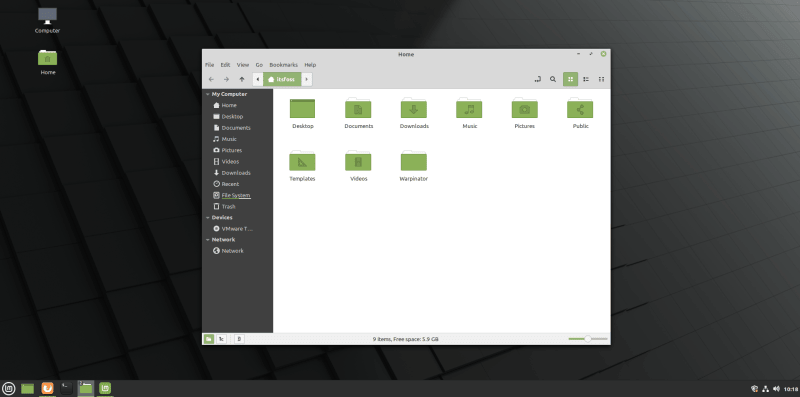 Computer
Home
Home
File Edit View Go Bookmarks Help
My Computer
Home
Desktop
Documents
Music
Pictures
Videos
Downloads
Recent
File System
Trash
Devices
VMware T...
Network
Network
Desktop
Documents
Downloads
Music
Pictures
Public
Templates
Videos
Warpinator
9 items, Free space: 5.9 GB
10:18